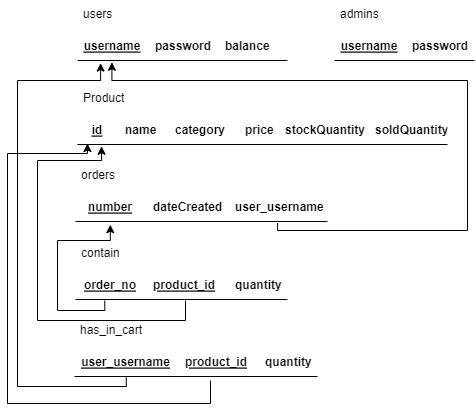 users admins
username password balance username password
Product
id name category price stockQuantity soldQuantity
orders
number dateCreated user_username
contain
order_no product_id quantity
has_in_cart
user_username product_id quantity